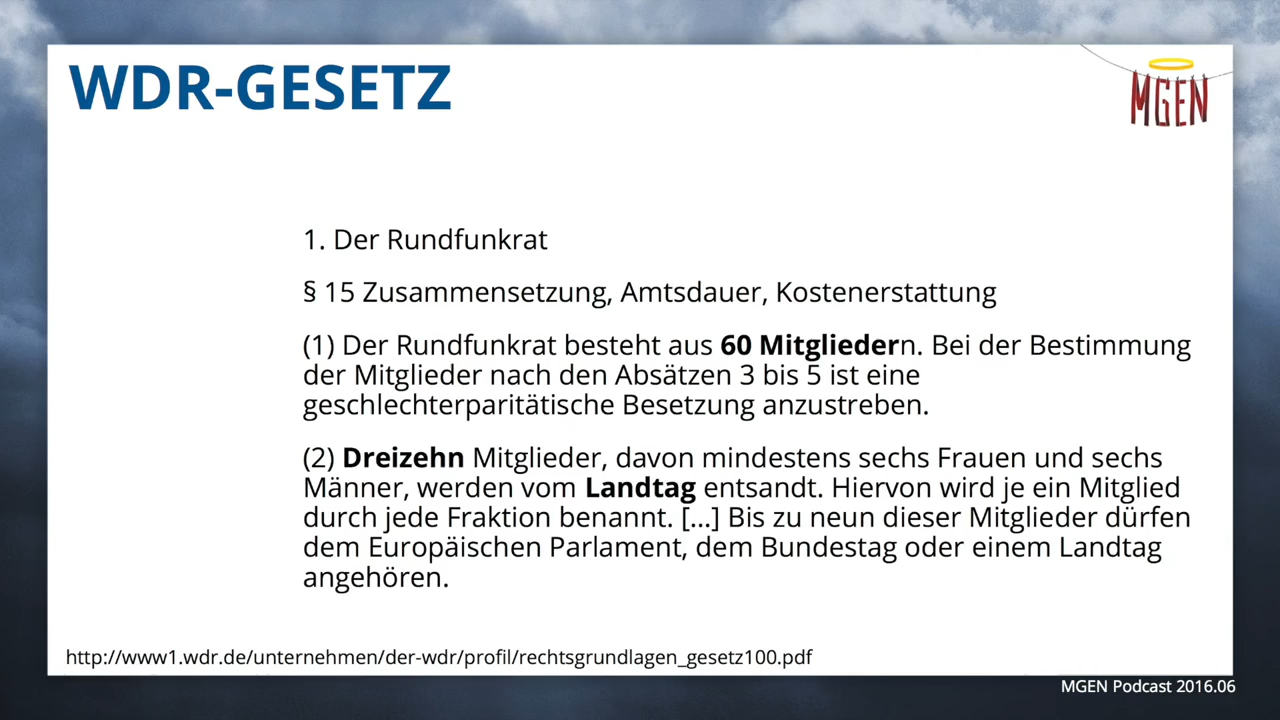 WDR-GESETZ
MGEN
1. Der Rundfunkrat
§ 15 Zusammensetzung, Amtsdauer, Kostenerstattung
(1) Der Rundfunkrat besteht aus 60 Mitgliedern. Bei der Bestimmung
der Mitglieder nach den Absätzen 3 bis 5 ist eine
geschlechterparitätische Besetzung anzustreben.
(2) Dreizehn Mitglieder, davon mindestens sechs Frauen und sechs
Männer, werden vom Landtag entsandt. Hiervon wird je ein Mitglied
durch jede Fraktion benannt. [...] Bis zu neun dieser Mitglieder dürfen
dem Europäischen Parlament, dem Bundestag oder einem Landtag
angehören.
http://www1.wdr.de/unternehmen/der-wdr/profil/rechtsgrundlagen_gesetz100.pdf
MGEN Podcast 2016.06